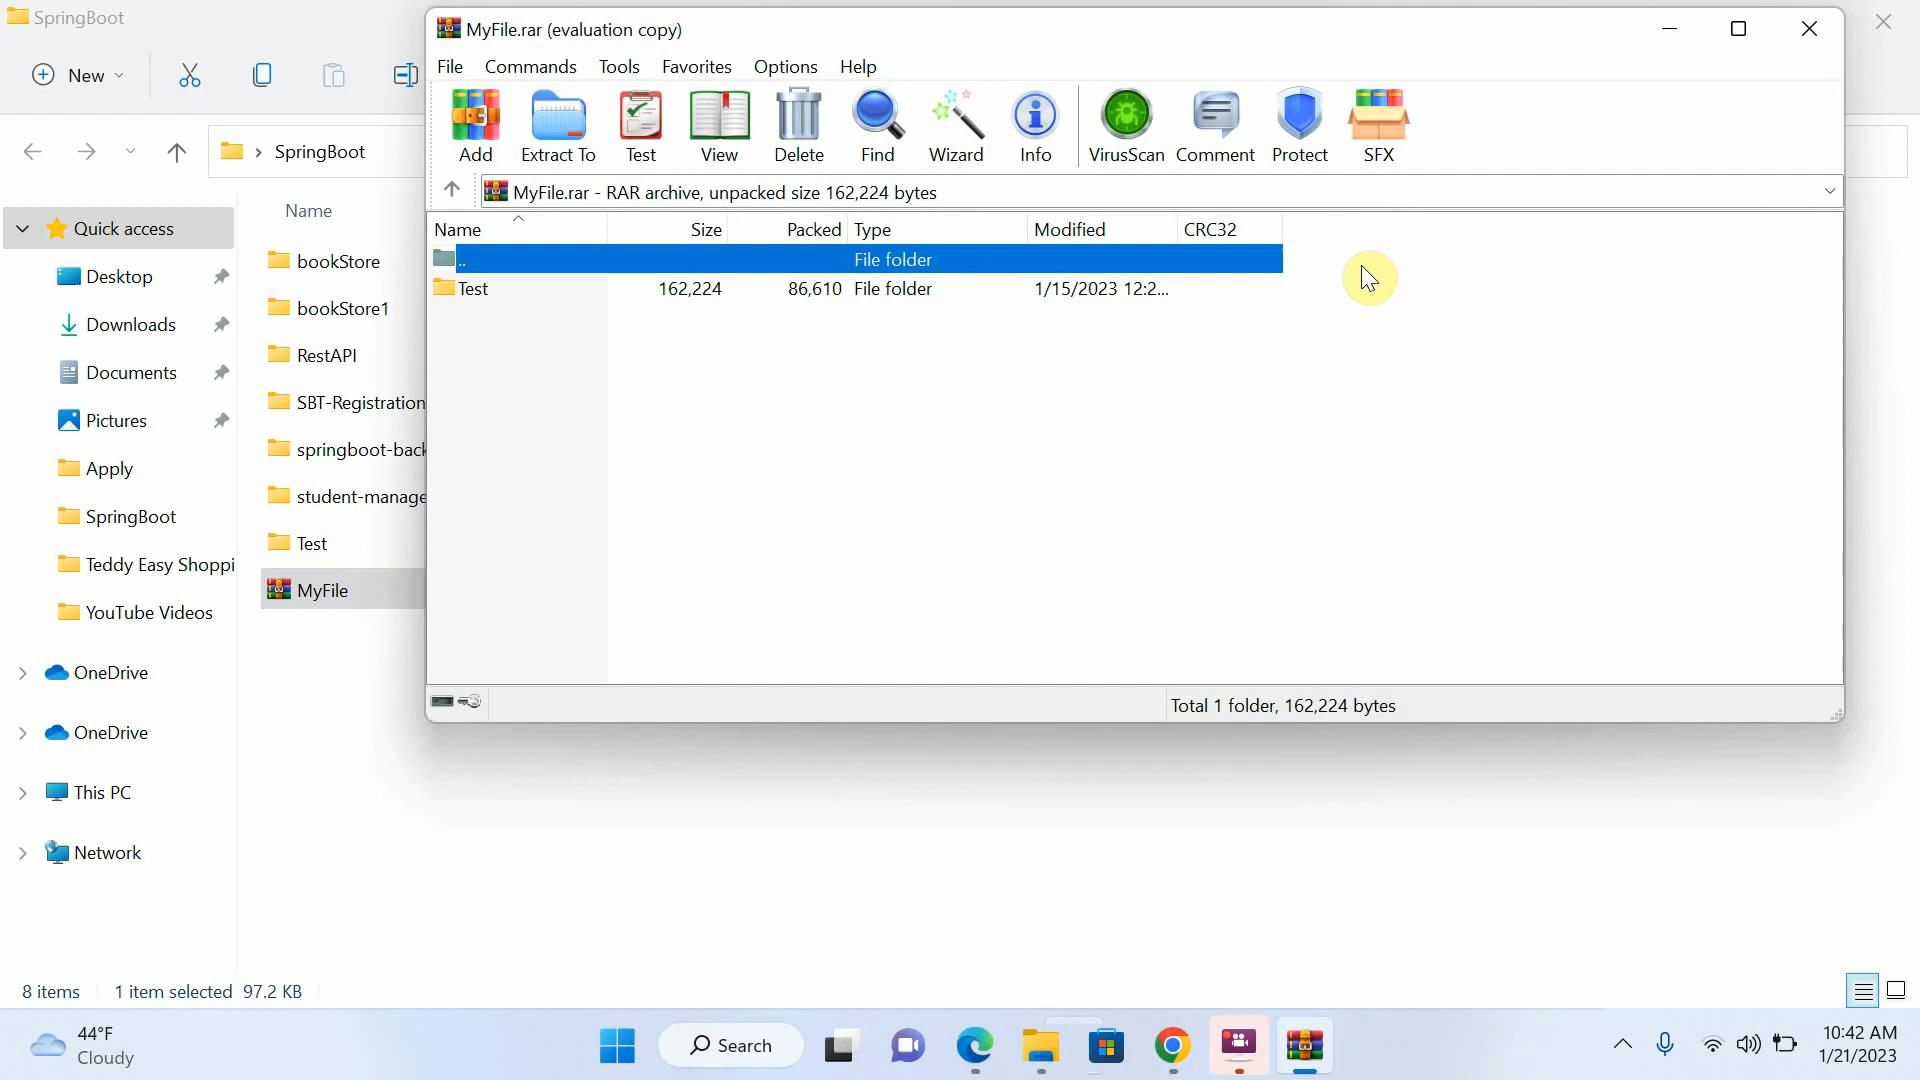 SpringBoot
New
SpringBoot
Name
Quick access
Desktop
Downloads
Documents
Pictures
Apply
SpringBoot
Teddy Easy Shoppi
YouTube Videos
OneDrive
OneDrive
This PC
Network
bookStore
bookStore1
RestAPI
SBT-Registration
springboot-back
student-manage
Test
MyFile
MyFile.rar (evaluation copy)
File Commands Tools Favorites Options Help
Add Extract To Test View Delete Find Wizard Info VirusScan Comment Protect SFX
MyFile.rar - RAR archive, unpacked size 162,224 bytes
Name Size Packed Type Modified CRC32
.. File folder
Test 162,224 86,610 File folder 1/15/2023 12:2...
Total 1 folder, 162,224 bytes
8 items 1 item selected 97.2 KB
44°F
Cloudy
Search
10:42 AM
1/21/2023